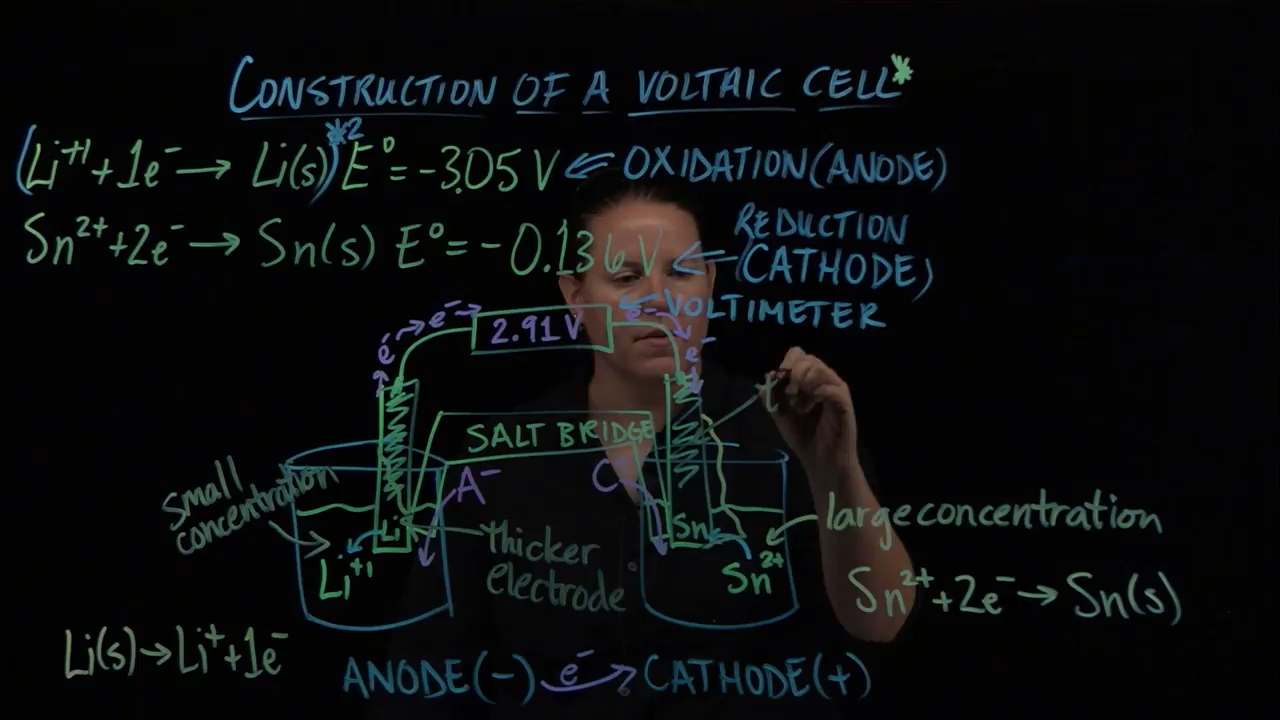 CONSTRUCTION OF A VOLTAIC CELL*
(Li⁺¹+1e⁻ → Li(s))*2 E°=-3.05 V ← OXIDATION(ANODE)
Sn²⁺+2e⁻ → Sn(s) E°= -0.136 V ← REDUCTION
(CATHODE)
VOLTIMETER
e⁻ e⁻ 2.91 V e⁻ e⁻
t
SALT BRIDGE
small
concentration
A⁻ C⁺
Li Sn
large concentration
thicker
electrode
Li⁺¹ Sn²⁺
Sn²⁺+2e⁻ → Sn(s)
Li(s)→Li⁺+1e⁻
ANODE(-) e⁻ → CATHODE(+)